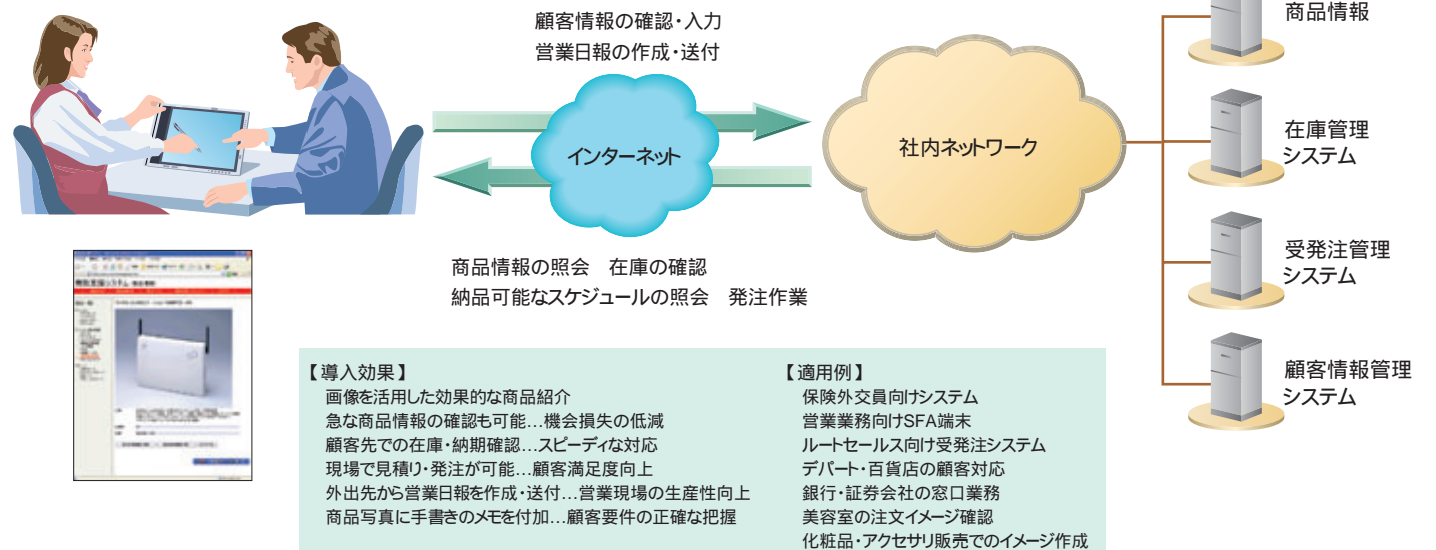 顧客情報の確認・入力
営業日報の作成・送付
インターネット
社内ネットワーク
商品情報
在庫管理
システム
受発注管理
システム
顧客情報管理
システム
商品情報の照会　在庫の確認
納品可能なスケジュールの照会　発注作業
【導入効果】
画像を活用した効果的な商品紹介
急な商品情報の確認も可能…機会損失の低減
顧客先での在庫・納期確認…スピーディな対応
現場で見積り・発注が可能…顧客満足度向上
外出先から営業日報を作成・送付…営業現場の生産性向上
商品写真に手書きのメモを付加…顧客要件の正確な把握
【適用例】
保険外交員向けシステム
営業業務向けSFA端末
ルートセールス向け受発注システム
デパート・百貨店の顧客対応
銀行・証券会社の窓口業務
美容室の注文イメージ確認
化粧品・アクセサリ販売でのイメージ作成